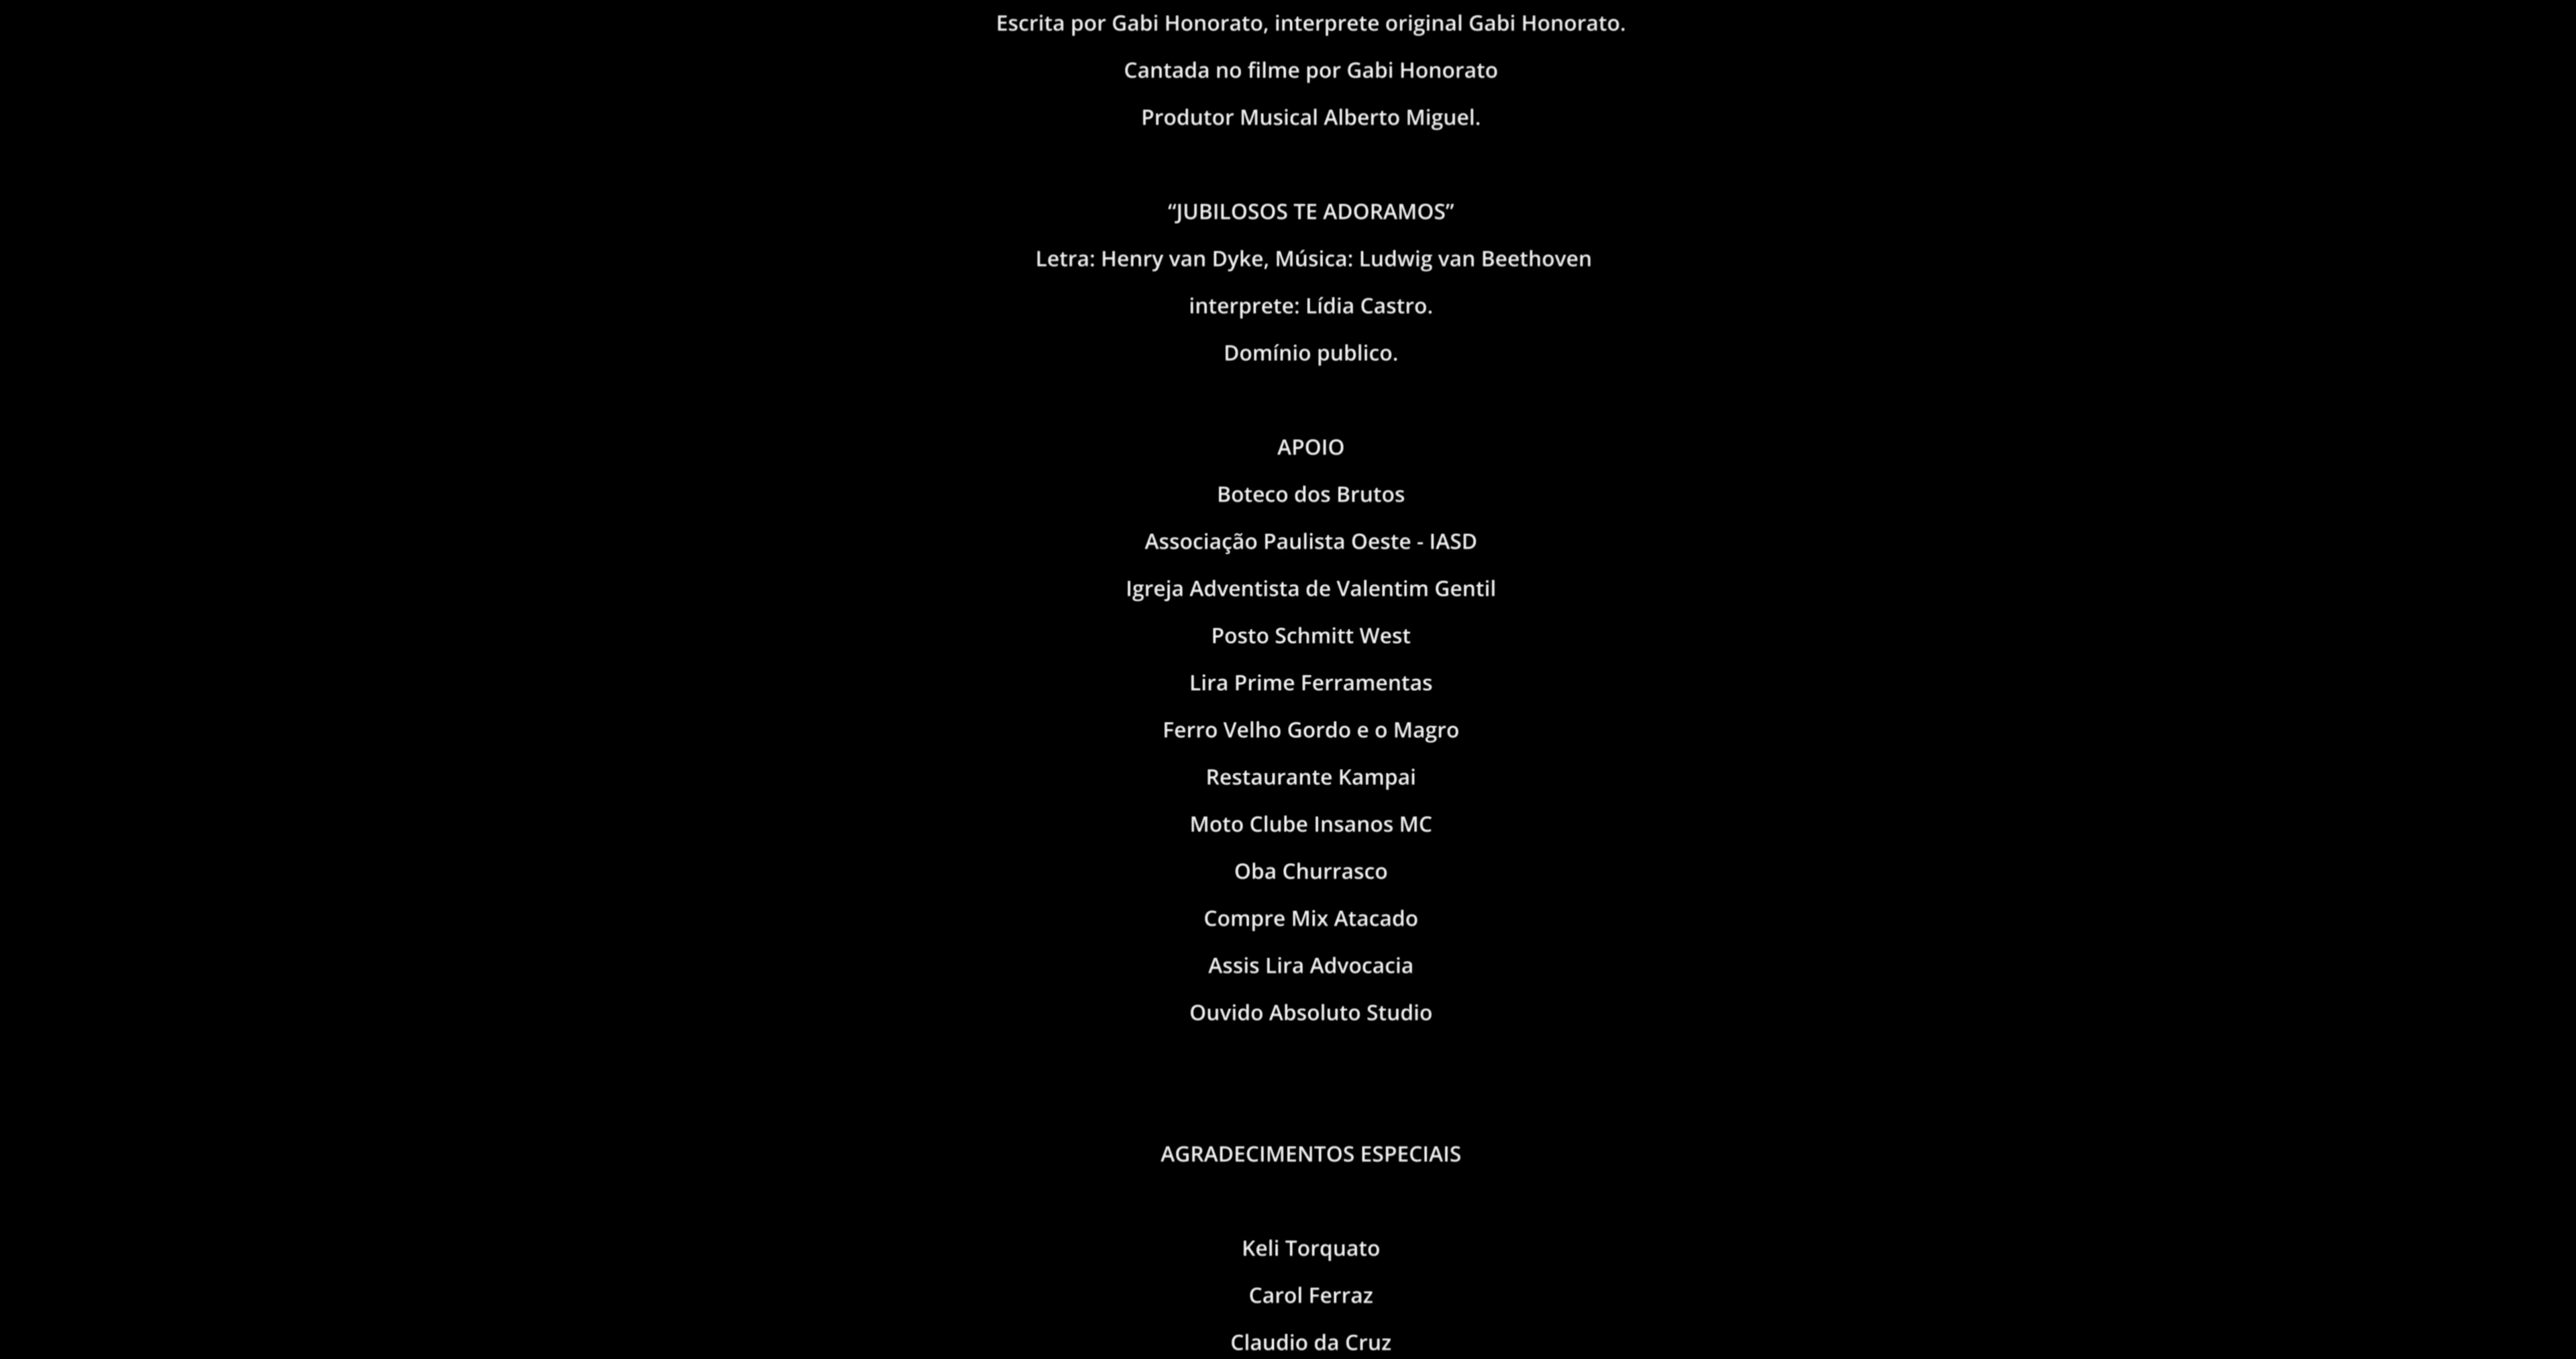 Escrita por Gabi Honorato, interprete original Gabi Honorato.
Cantada no filme por Gabi Honorato
Produtor Musical Alberto Miguel.
“JUBILOSOS TE ADORAMOS”
Letra: Henry van Dyke, Música: Ludwig van Beethoven
interprete: Lídia Castro.
Domínio publico.
APOIO
Boteco dos Brutos
Associação Paulista Oeste - IASD
Igreja Adventista de Valentim Gentil
Posto Schmitt West
Lira Prime Ferramentas
Ferro Velho Gordo e o Magro
Restaurante Kampai
Moto Clube Insanos MC
Oba Churrasco
Compre Mix Atacado
Assis Lira Advocacia
Ouvido Absoluto Studio
AGRADECIMENTOS ESPECIAIS
Keli Torquato
Carol Ferraz
Claudio da Cruz